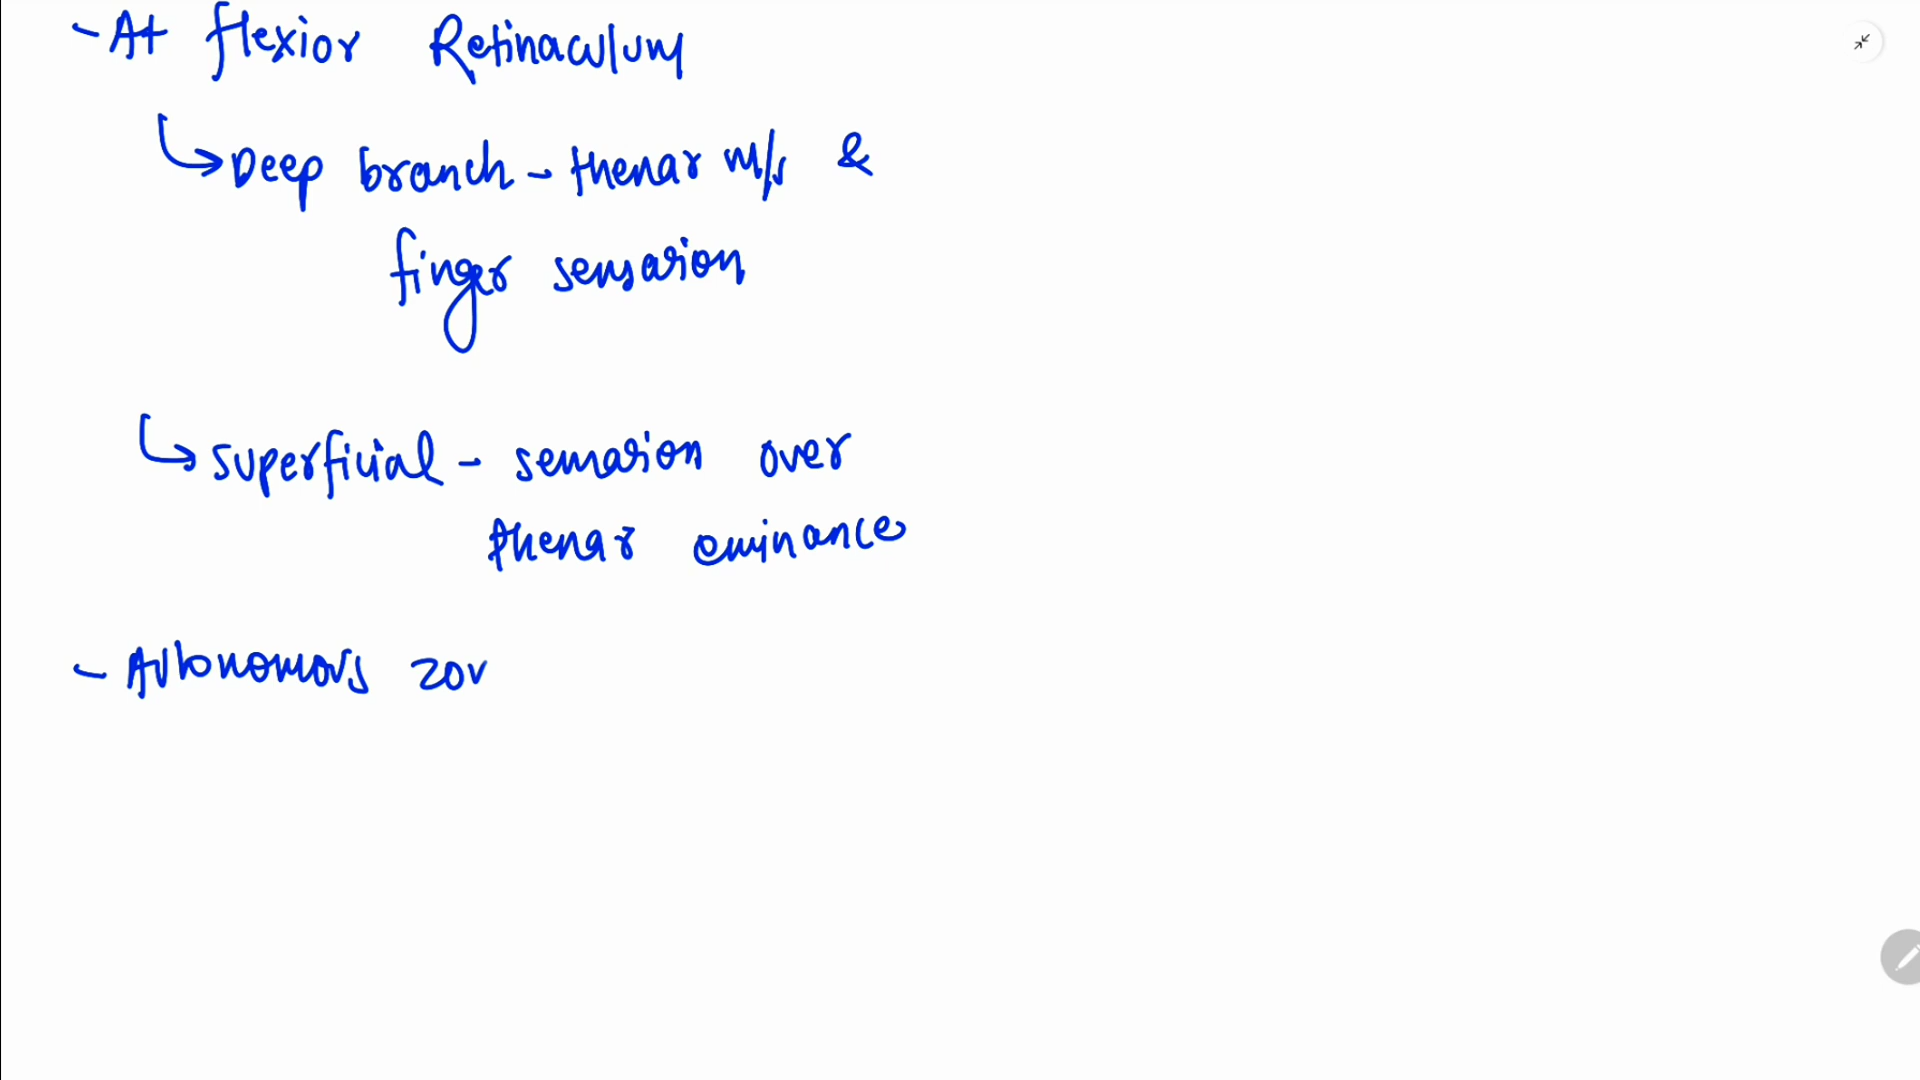 - At flexior Retinaculum
↳ Deep branch - thenar m/s &
finger sensation
↳ superficial - sensation over
thenar eminance
- Autonomous zon